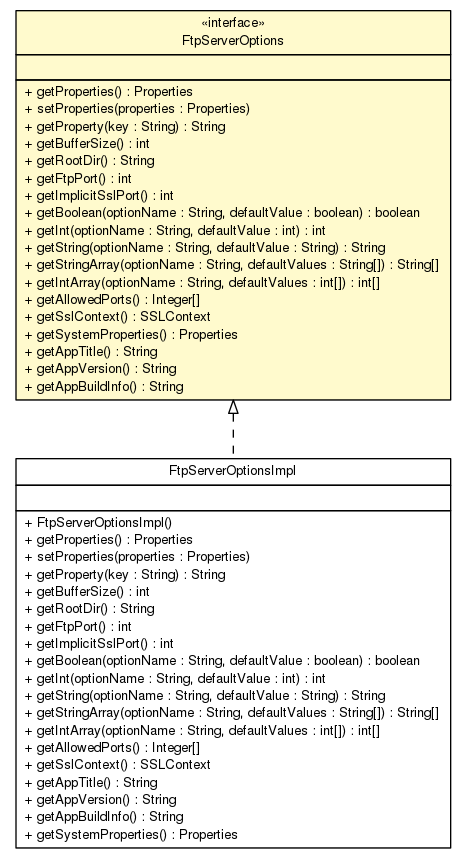 «interface»
FtpServerOptions
+ getProperties() : Properties
+ setProperties(properties : Properties)
+ getProperty(key : String) : String
+ getBufferSize() : int
+ getRootDir() : String
+ getFtpPort() : int
+ getImplicitSslPort() : int
+ getBoolean(optionName : String, defaultValue : boolean) : boolean
+ getInt(optionName : String, defaultValue : int) : int
+ getString(optionName : String, defaultValue : String) : String
+ getStringArray(optionName : String, defaultValues : String[]) : String[]
+ getIntArray(optionName : String, defaultValues : int[]) : int[]
+ getAllowedPorts() : Integer[]
+ getSslContext() : SSLContext
+ getSystemProperties() : Properties
+ getAppTitle() : String
+ getAppVersion() : String
+ getAppBuildInfo() : String
FtpServerOptionsImpl
+ FtpServerOptionsImpl()
+ getProperties() : Properties
+ setProperties(properties : Properties)
+ getProperty(key : String) : String
+ getBufferSize() : int
+ getRootDir() : String
+ getFtpPort() : int
+ getImplicitSslPort() : int
+ getBoolean(optionName : String, defaultValue : boolean) : boolean
+ getInt(optionName : String, defaultValue : int) : int
+ getString(optionName : String, defaultValue : String) : String
+ getStringArray(optionName : String, defaultValues : String[]) : String[]
+ getIntArray(optionName : String, defaultValues : int[]) : int[]
+ getAllowedPorts() : Integer[]
+ getSslContext() : SSLContext
+ getAppTitle() : String
+ getAppVersion() : String
+ getAppBuildInfo() : String
+ getSystemProperties() : Properties